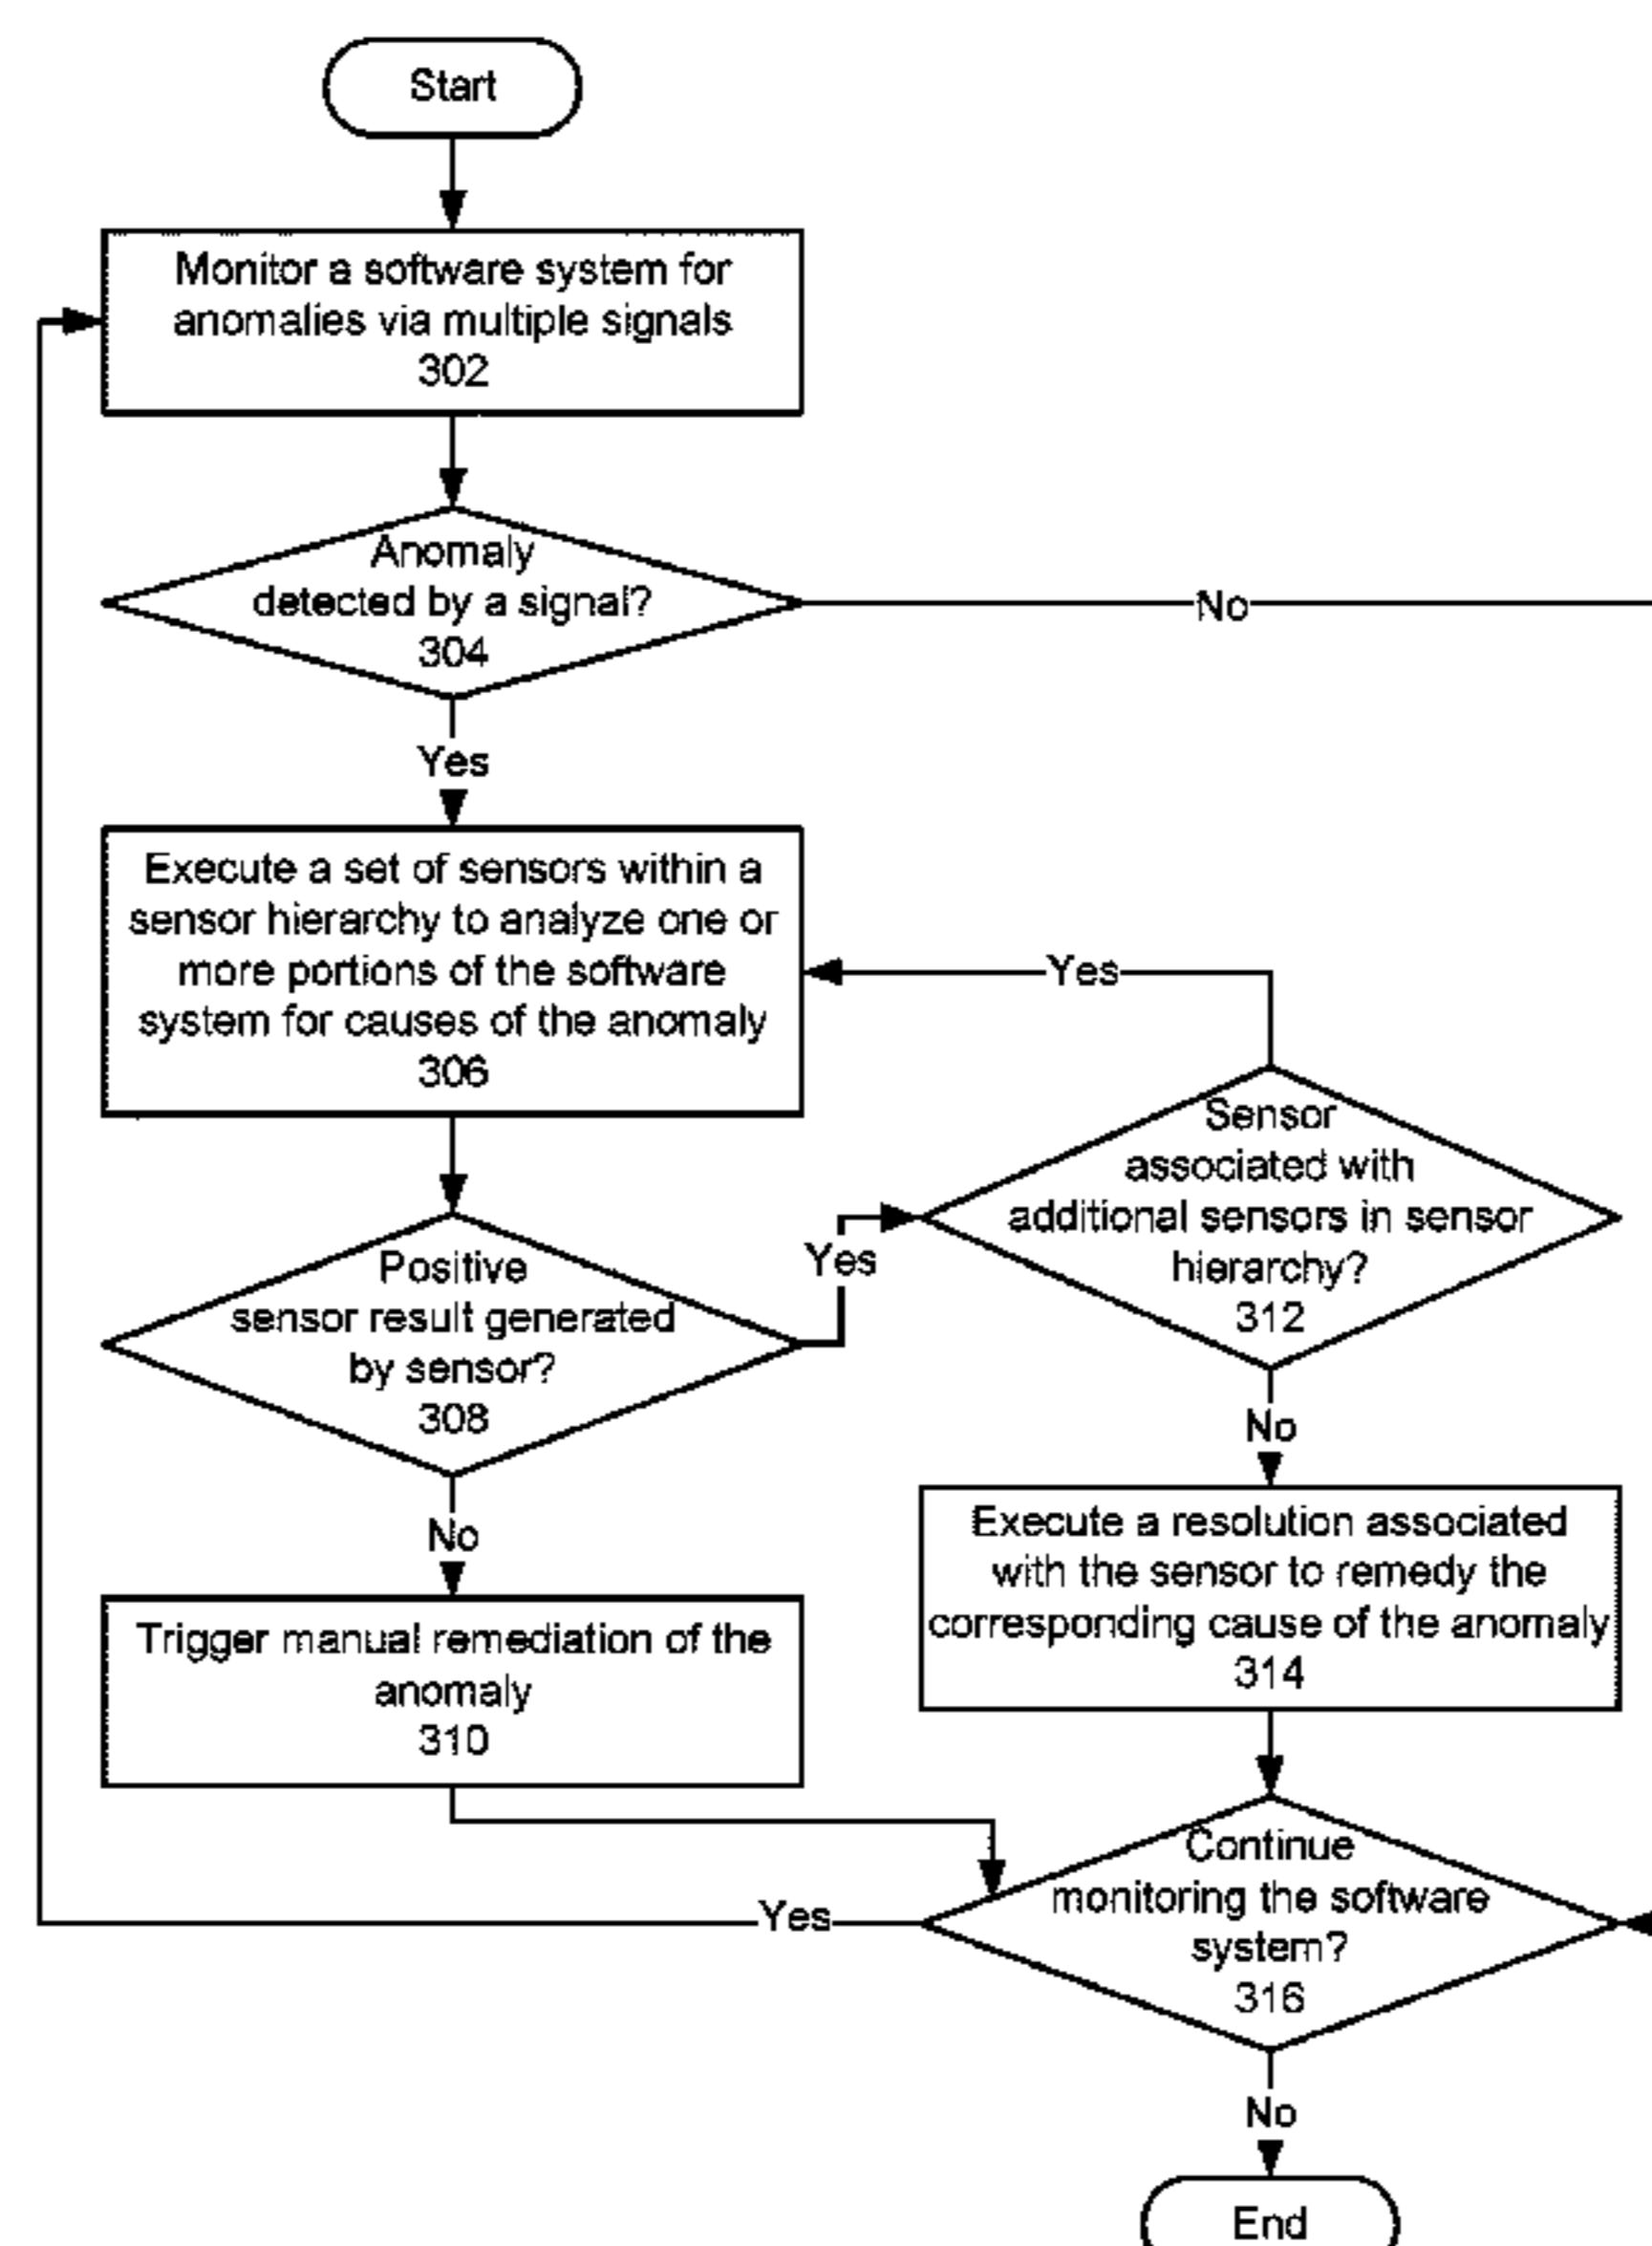 Start
Monitor a software system for
anomalies via multiple signals
302
Anomaly
detected by a signal?
304
No
Yes
Execute a set of sensors within a
sensor hierarchy to analyze one or
more portions of the software
system for causes of the anomaly
306
Yes
Sensor
associated with
additional sensors in sensor
hierarchy?
312
Positive
sensor result generated
by sensor?
308
Yes
No
No
Execute a resolution associated
with the sensor to remedy the
corresponding cause of the anomaly
314
Trigger manual remediation of the
anomaly
310
Continue
monitoring the software
system?
316
Yes
No
End